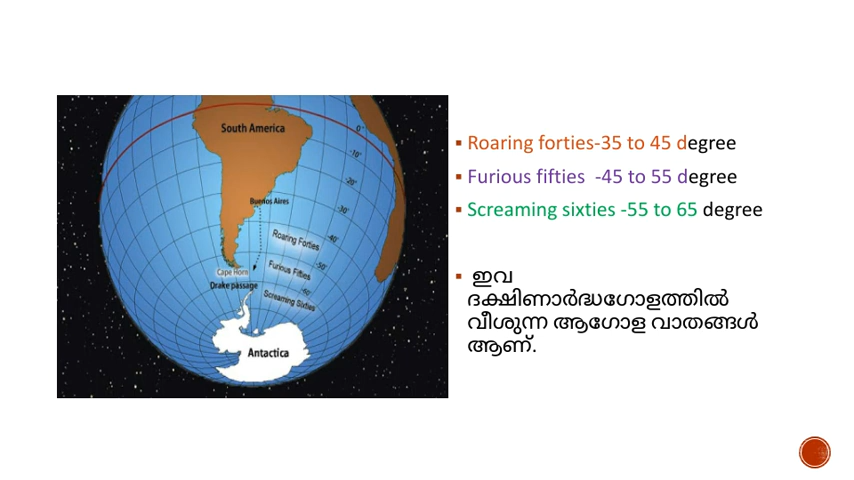 South America
0°
-10°
-20°
-30°
Buenos Aires
-40°
Roaring Forties
-50°
Furious Fifties
Cape Horn
Drake passage
-60°
Screaming Sixties
Antactica
Roaring forties-35 to 45 degree
Furious fifties -45 to 55 degree
Screaming sixties -55 to 65 degree
ഇവ
ദക്ഷിണാർദ്ധഗോളത്തിൽ
വീശുന്ന ആഗോള വാതങ്ങൾ
ആണ്.